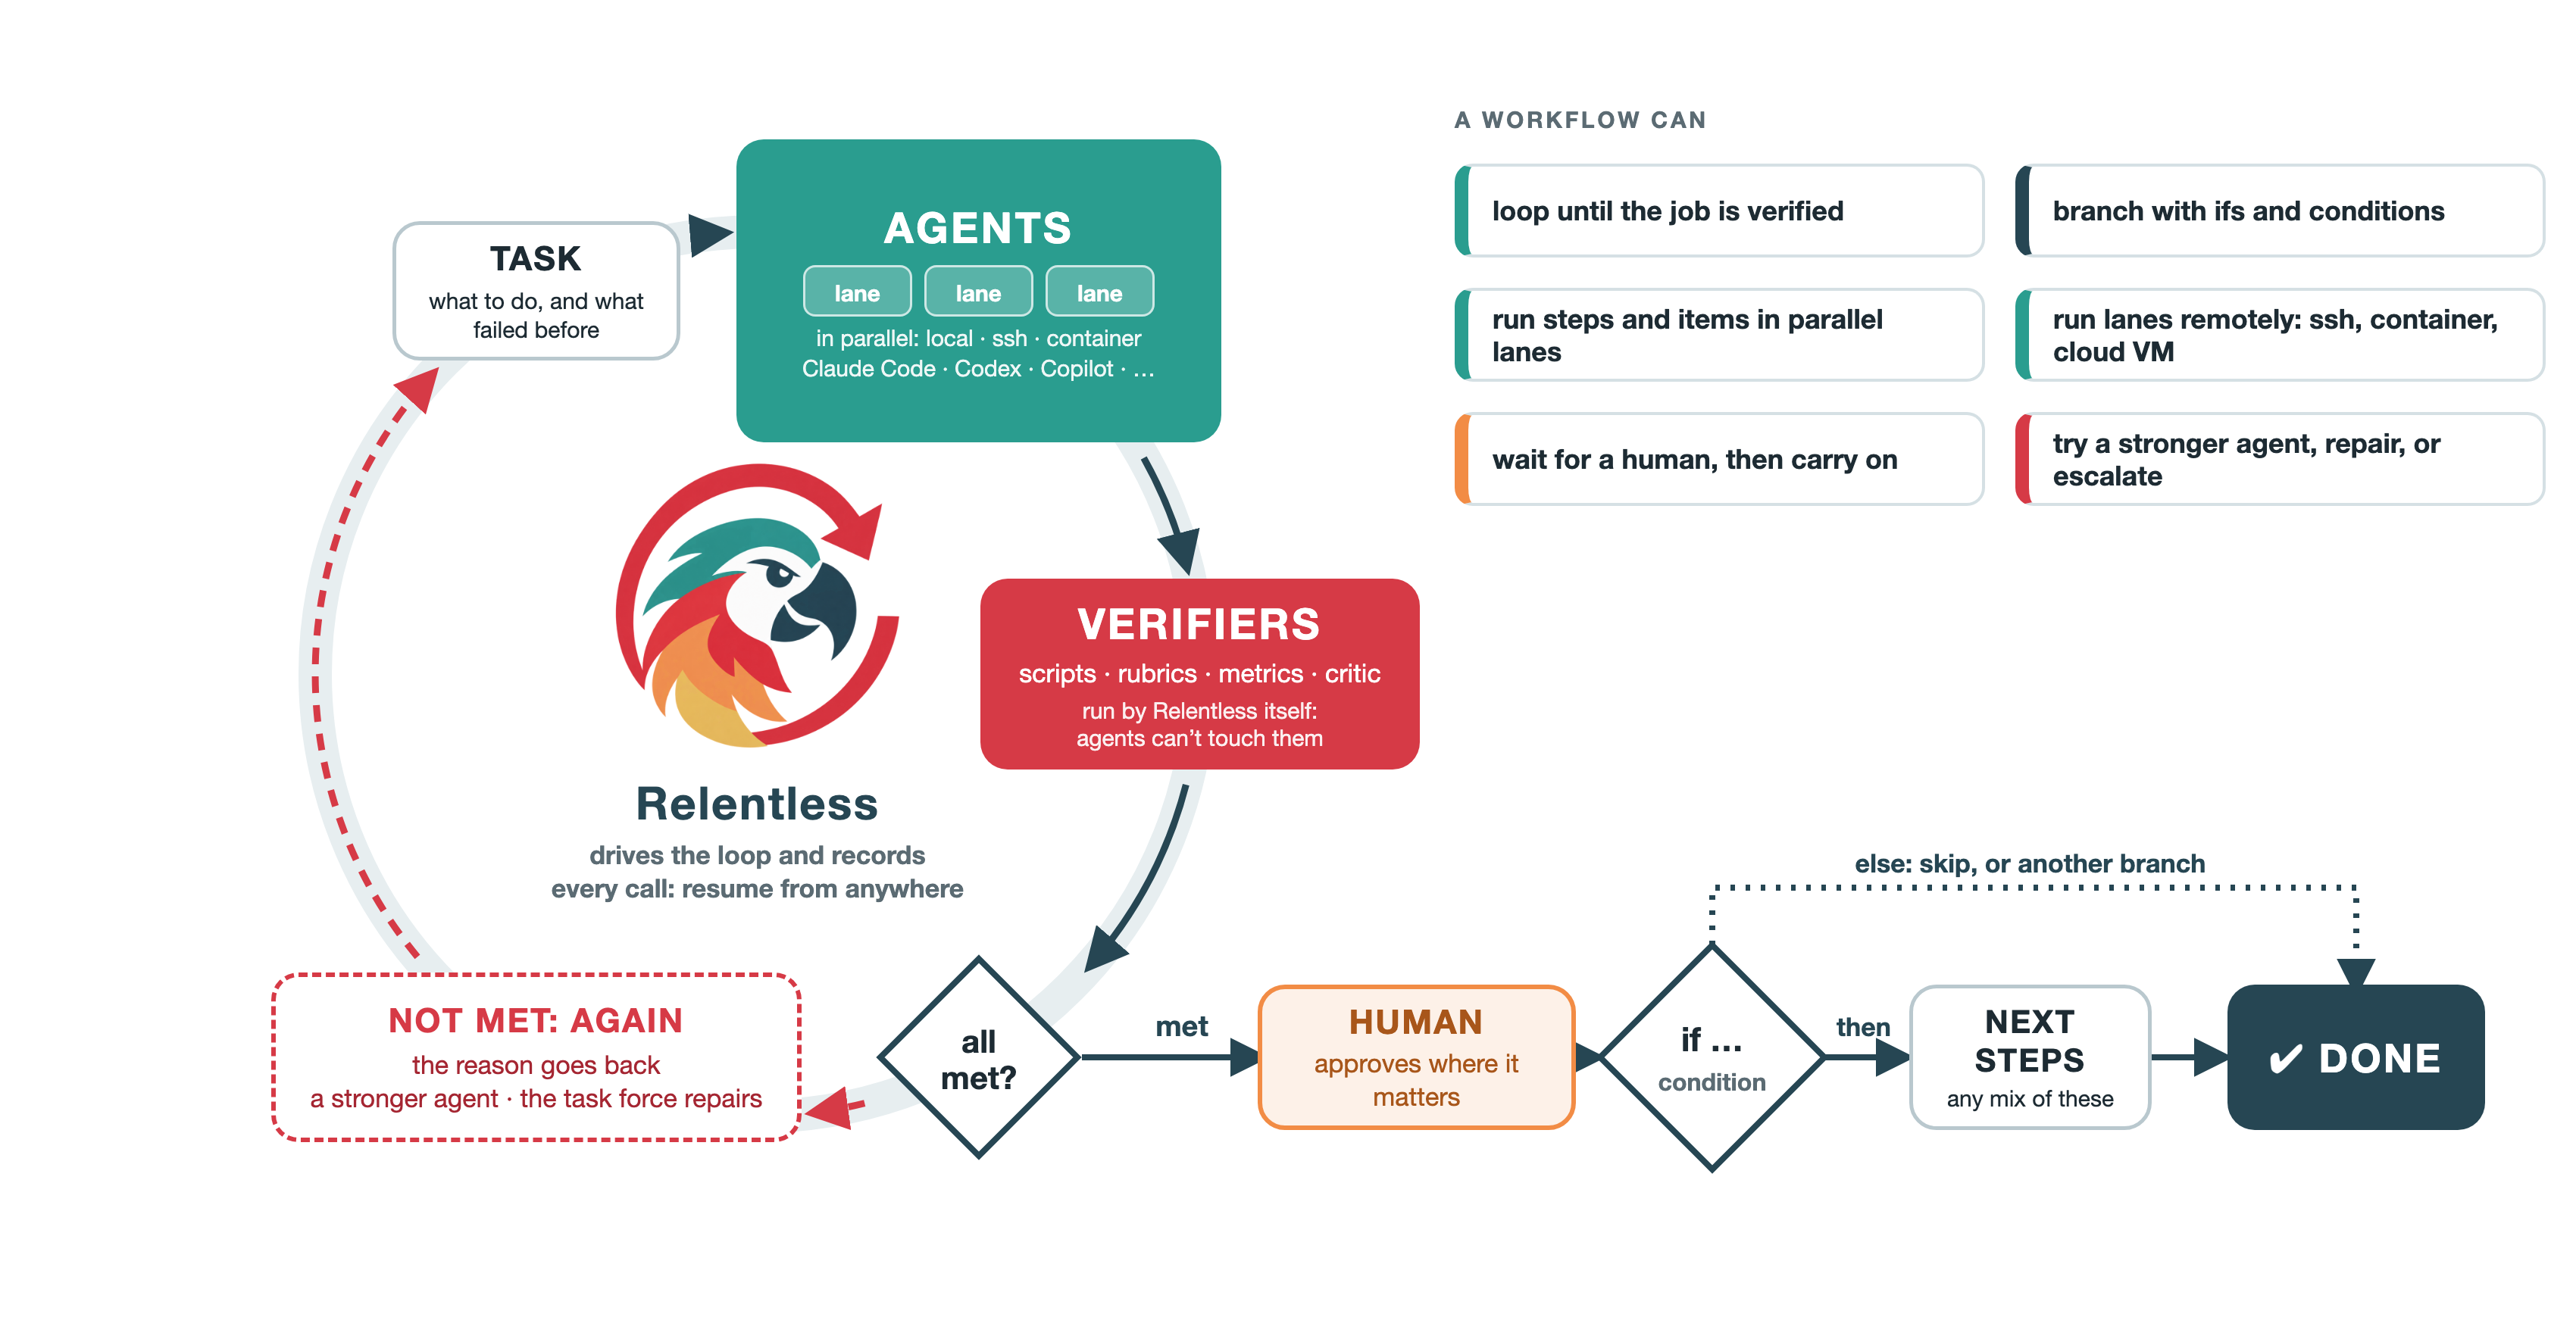 TASK
what to do, and what
failed before
AGENTS
lane lane lane
in parallel: local · ssh · container
Claude Code · Codex · Copilot · …
VERIFIERS
scripts · rubrics · metrics · critic
run by Relentless itself:
agents can’t touch them
Relentless
drives the loop and records
every call: resume from anywhere
NOT MET: AGAIN
the reason goes back
a stronger agent · the task force repairs
all
met?
met
HUMAN
approves where it
matters
if …
condition
then
else: skip, or another branch
NEXT
STEPS
any mix of these
✔ DONE
A WORKFLOW CAN
loop until the job is verified
branch with ifs and conditions
run steps and items in parallel
lanes
run lanes remotely: ssh, container,
cloud VM
wait for a human, then carry on
try a stronger agent, repair, or
escalate